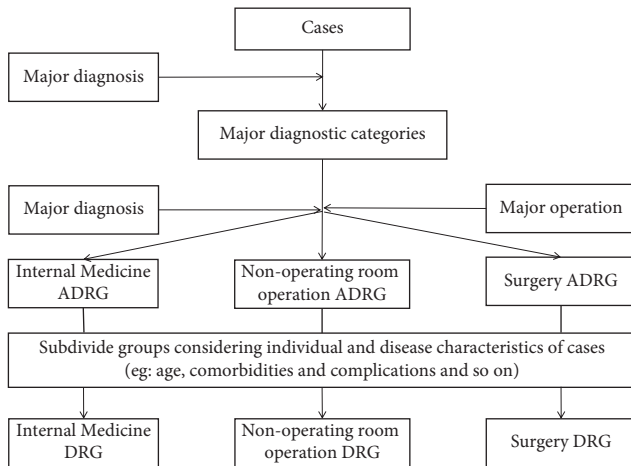 Cases
Major diagnosis
Major diagnostic categories
Major diagnosis
Major operation
Internal Medicine
ADRG
Non-operating room
operation ADRG
Surgery ADRG
Subdivide groups considering individual and disease characteristics of cases
(eg: age, comorbidities and complications and so on)
Internal Medicine
DRG
Non-operating room
operation DRG
Surgery DRG